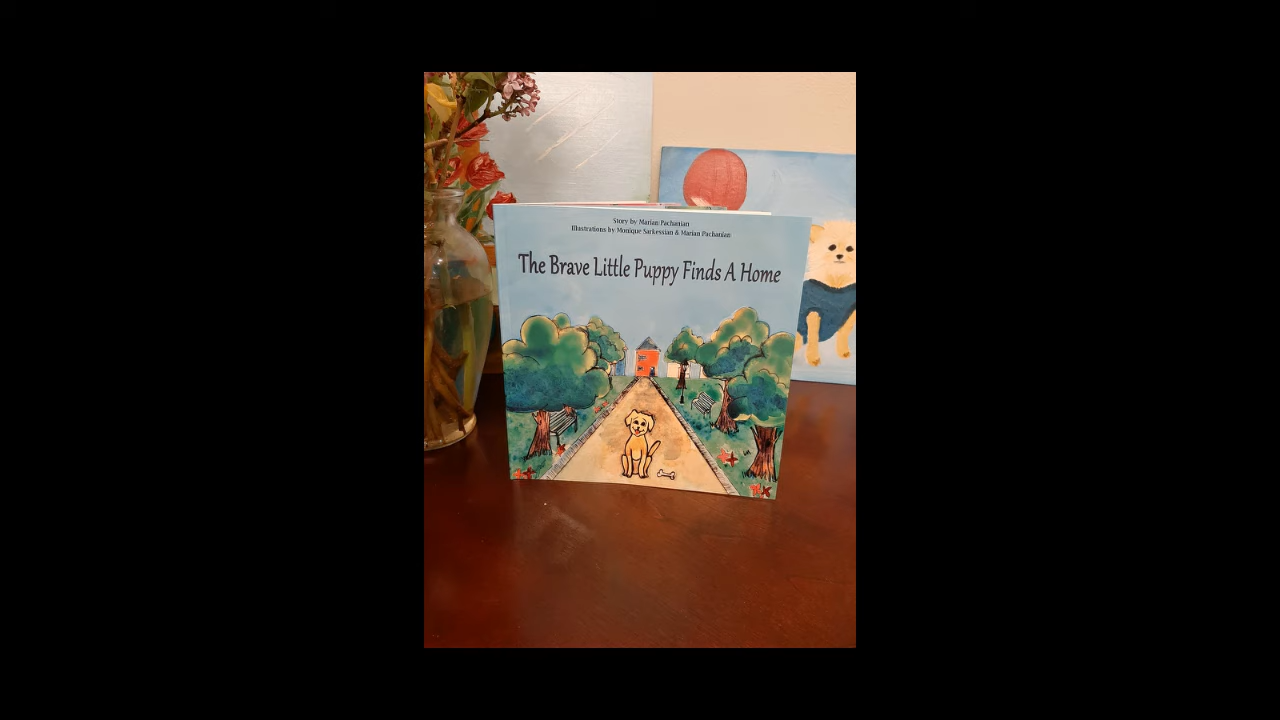 Story by Marian Pachanian
Illustrations by Monique Sarkessian & Marian Pachanian
The Brave Little Puppy Finds A Home